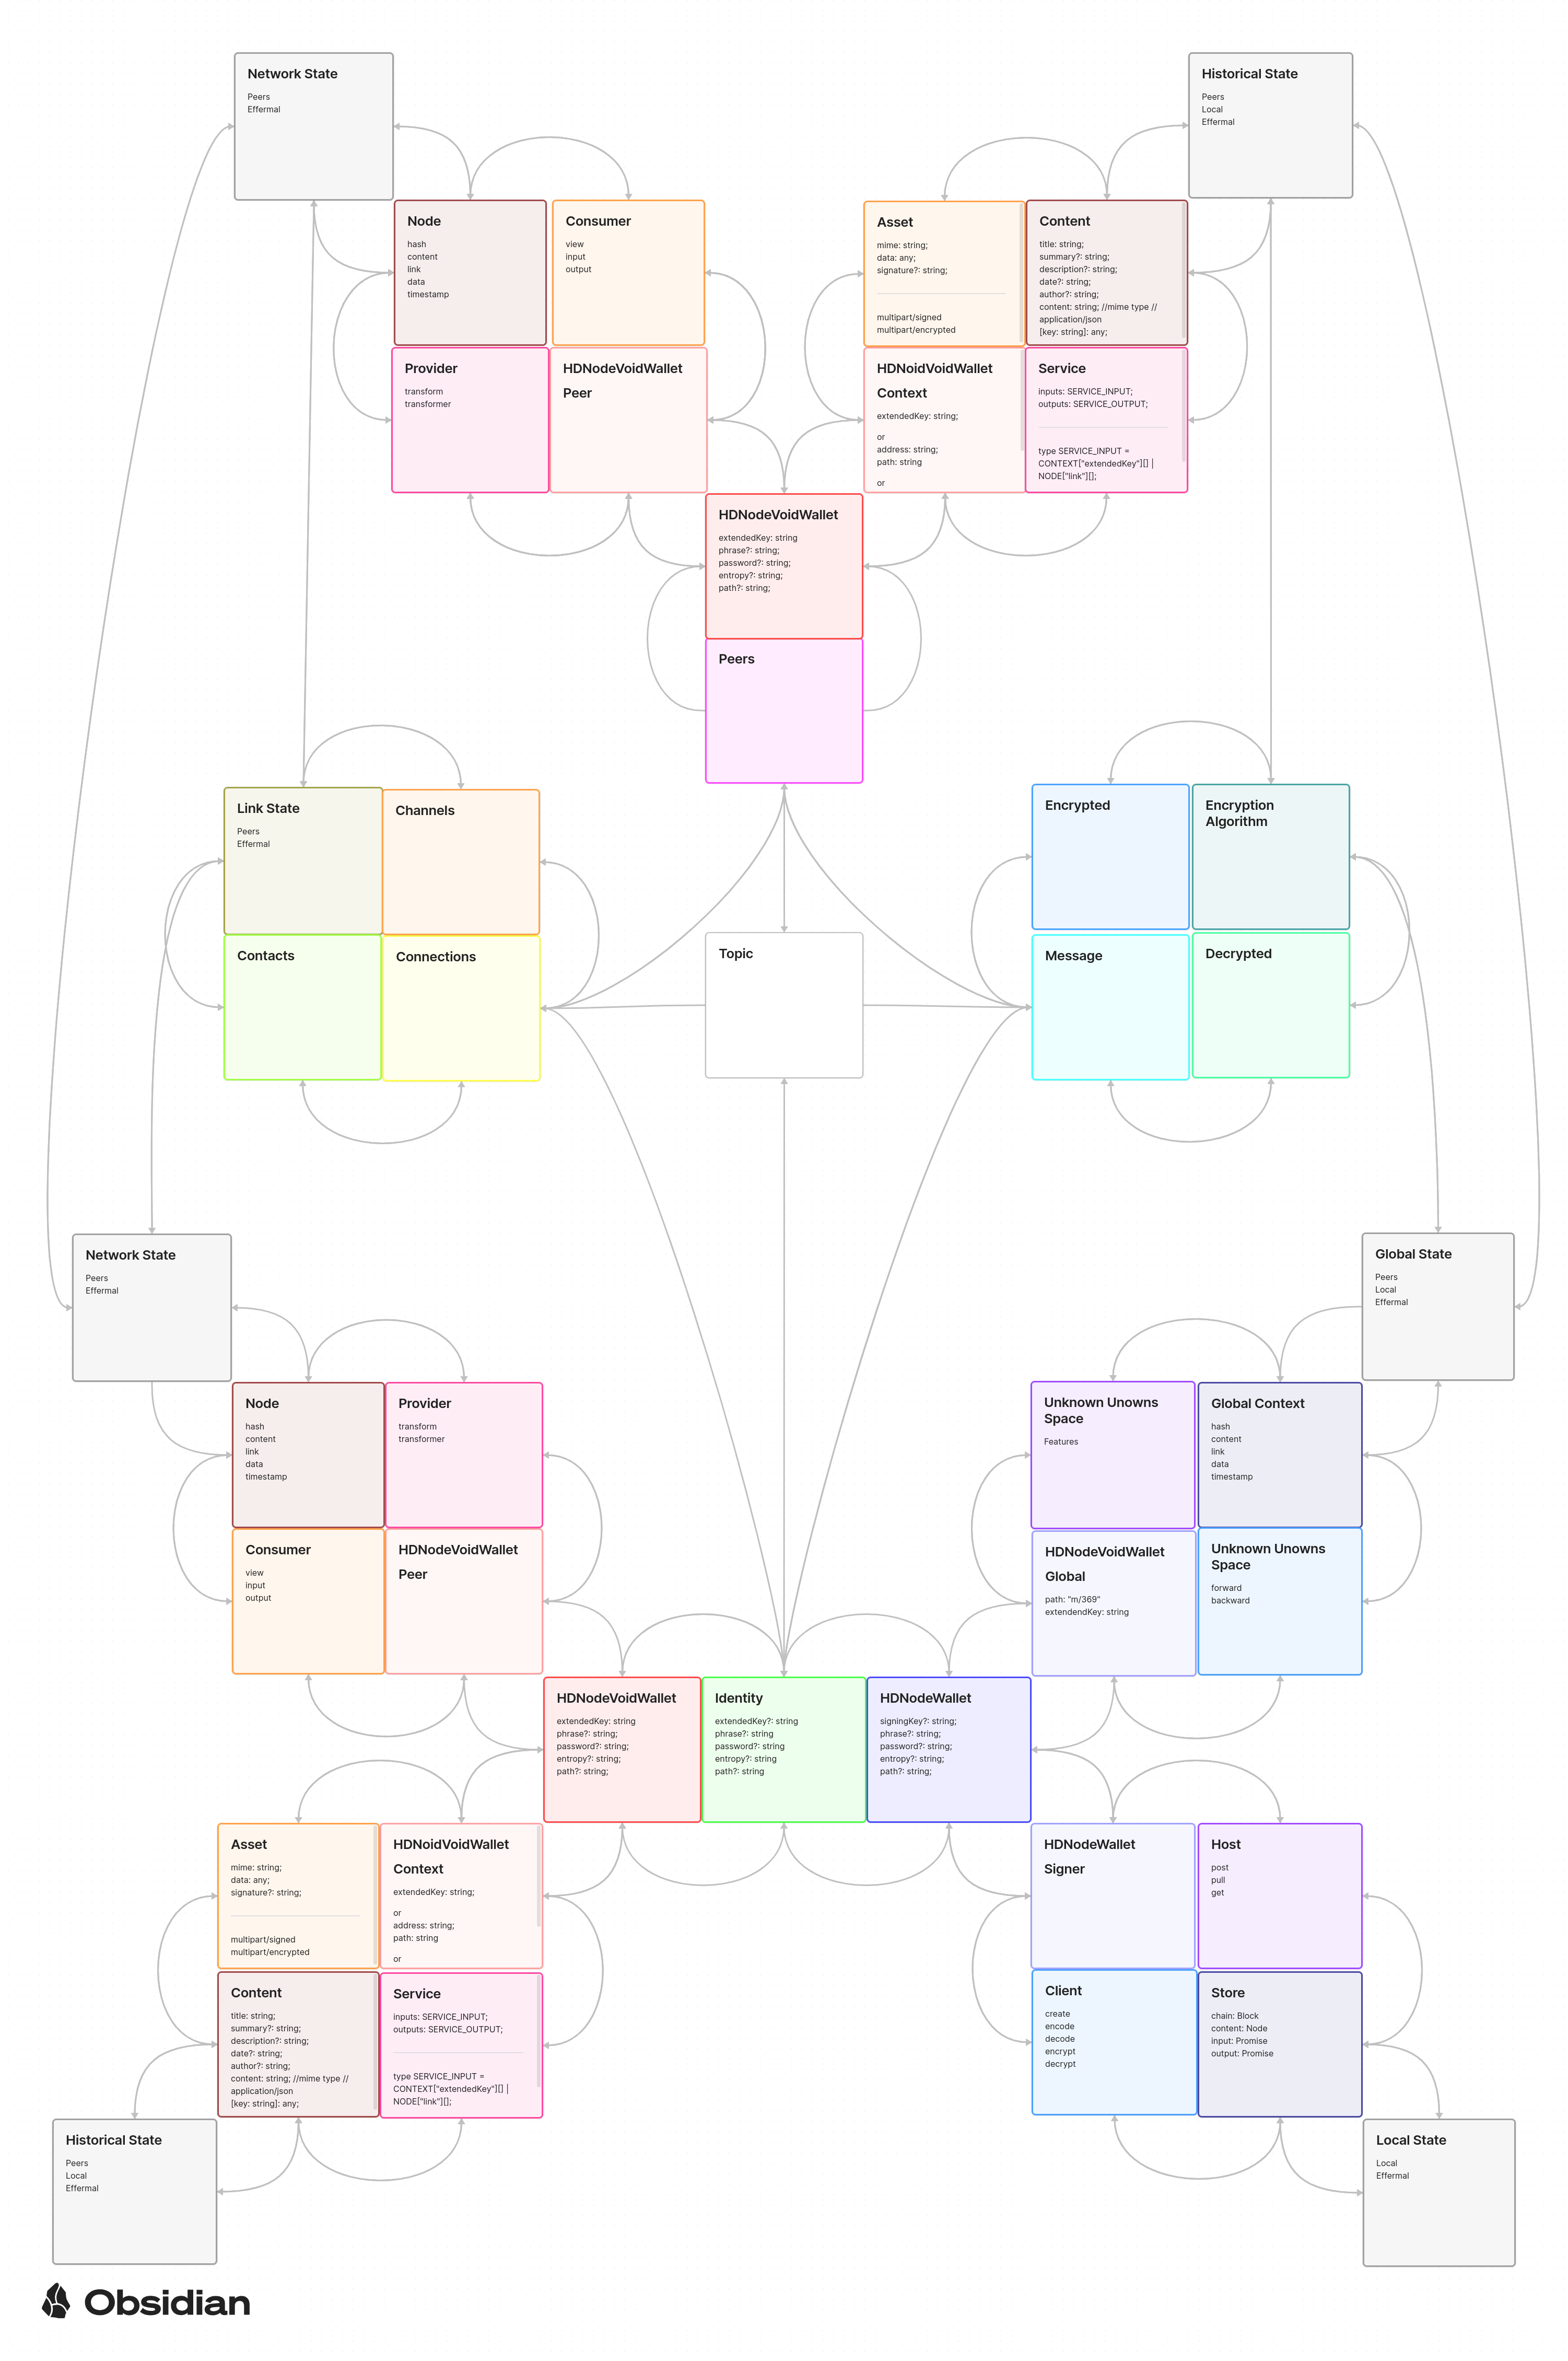 Network State
Peers
Effermal
Historical State
Peers
Local
Effermal
Node
hash
content
link
data
timestamp
Consumer
view
input
output
Asset
mime: string;
data: any;
signature?: string;
multipart/signed
multipart/encrypted
Content
title: string;
summary?: string;
description?: string;
date?: string;
author?: string;
content: string; //mime type //
application/json
[key: string]: any;
Provider
transform
transformer
HDNodeVoidWallet
Peer
HDNoidVoidWallet
Context
extendedKey: string;
or
address: string;
path: string
or
Service
inputs: SERVICE_INPUT;
outputs: SERVICE_OUTPUT;
type SERVICE_INPUT =
CONTEXT["extendedKey"][] |
NODE["link"][];
HDNodeVoidWallet
extendedKey: string
phrase?: string;
password?: string;
entropy?: string;
path?: string;
Peers
Link State
Peers
Effermal
Channels
Encrypted
Encryption
Algorithm
Contacts
Connections
Topic
Message
Decrypted
Network State
Peers
Effermal
Global State
Peers
Local
Effermal
Node
hash
content
link
data
timestamp
Provider
transform
transformer
Unknown Unowns
Space
Features
Global Context
hash
content
link
data
timestamp
Consumer
view
input
output
HDNodeVoidWallet
Peer
HDNodeVoidWallet
Global
path: "m/369"
extendendKey: string
Unknown Unowns
Space
forward
backward
HDNodeVoidWallet
extendedKey: string
phrase?: string;
password?: string;
entropy?: string;
path?: string;
Identity
extendedKey?: string
phrase?: string
password?: string
entropy?: string
path?: string
HDNodeWallet
signingKey?: string;
phrase?: string;
password?: string;
entropy?: string;
path?: string;
Asset
mime: string;
data: any;
signature?: string;
multipart/signed
multipart/encrypted
HDNoidVoidWallet
Context
extendedKey: string;
or
address: string;
path: string
or
HDNodeWallet
Signer
Host
post
pull
get
Content
title: string;
summary?: string;
description?: string;
date?: string;
author?: string;
content: string; //mime type //
application/json
[key: string]: any;
Service
inputs: SERVICE_INPUT;
outputs: SERVICE_OUTPUT;
type SERVICE_INPUT =
CONTEXT["extendedKey"][] |
NODE["link"][];
Client
create
encode
decode
encrypt
decrypt
Store
chain: Block
content: Node
input: Promise
output: Promise
Historical State
Peers
Local
Effermal
Local State
Local
Effermal
Obsidian